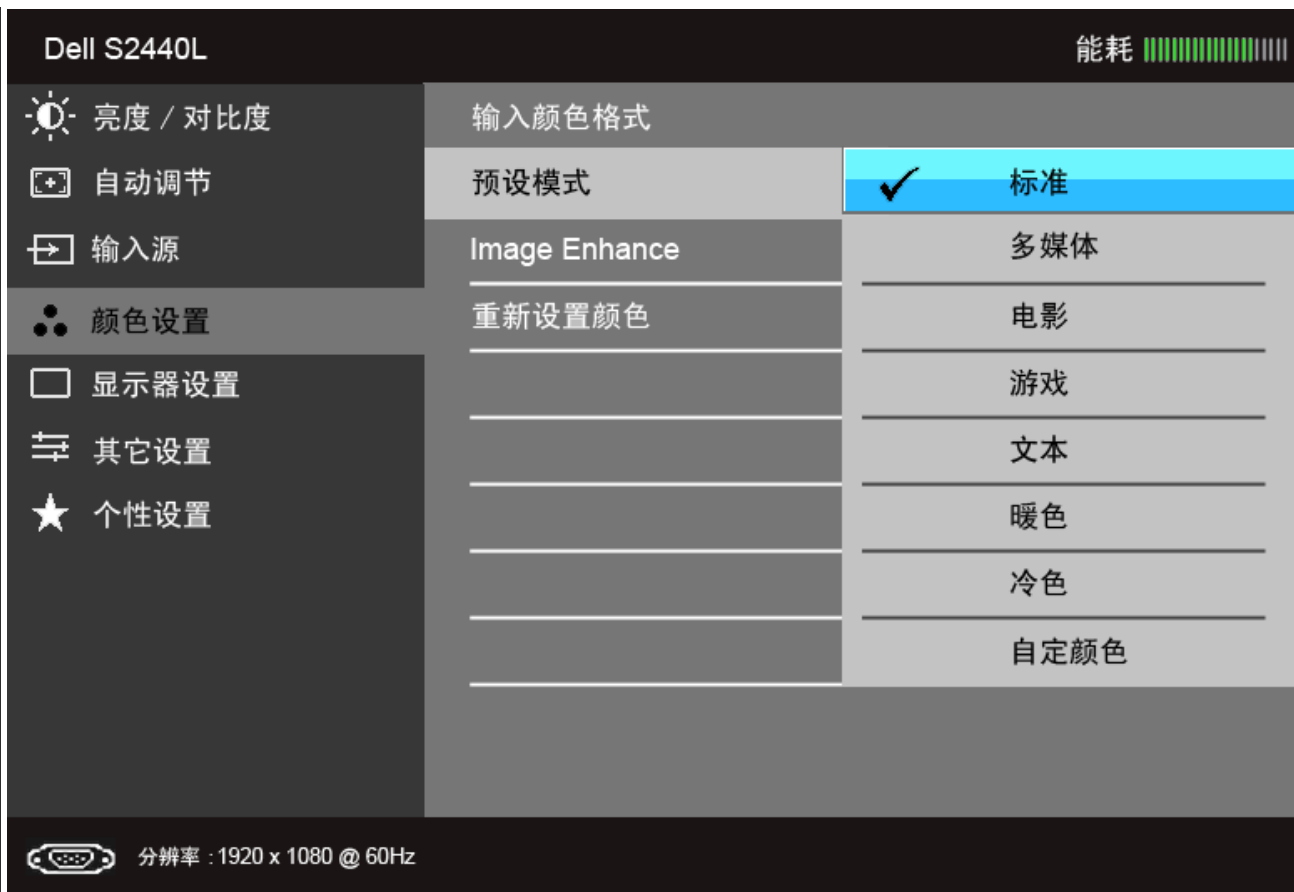 Dell S2440L
能耗
亮度 / 对比度
自动调节
输入源
颜色设置
显示器设置
其它设置
个性设置
输入颜色格式
预设模式
Image Enhance
重新设置颜色
标准
多媒体
电影
游戏
文本
暖色
冷色
自定颜色
分辨率 : 1920 x 1080 @ 60Hz